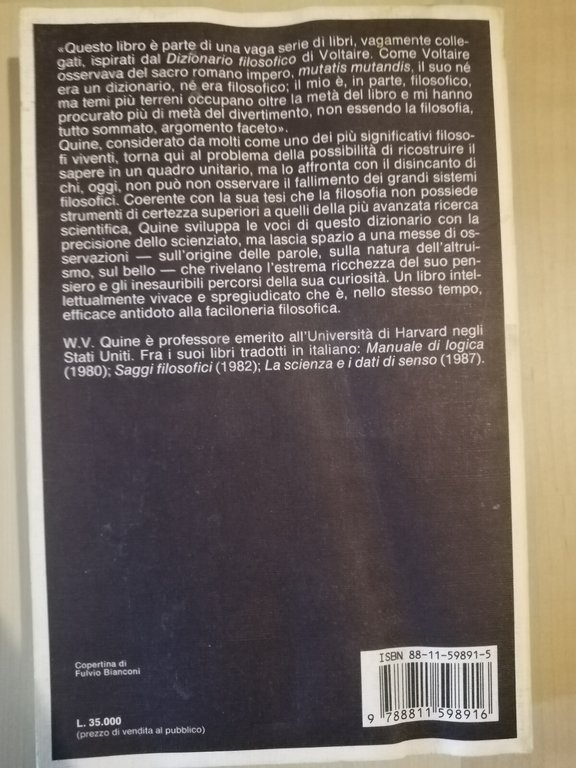 «Questo libro è parte di una vaga serie di libri, vagamente colle-
gati, ispirati dal Dizionario filosofico di Voltaire. Come Voltaire
osservava del sacro romano impero, mutatis mutandis, il suo né
era un dizionario, né era filosofico; il mio è, in parte, filosofico,
ma temi più terreni occupano oltre la metà del libro e mi hanno
procurato più di metà del divertimento, non essendo la filosofia,
tutto sommato, argomento faceto».
Quine, considerato da molti come uno dei più significativi filoso-
fi viventi, torna qui al problema della possibilità di ricostruire il
sapere in un quadro unitario, ma lo affronta con il disincanto di
chi, oggi, non può non osservare il fallimento dei grandi sistemi
filosofici. Coerente con la sua tesi che la filosofia non possiede
strumenti di certezza superiori a quelli della più avanzata ricerca
scientifica, Quine sviluppa le voci di questo dizionario con la
precisione dello scienziato, ma lascia spazio a una messe di os-
servazioni — sull'origine delle parole, sulla natura dell'altrui-
smo, sul bello — che rivelano l'estrema ricchezza del suo pen-
siero e gli inesauribili percorsi della sua curiosità. Un libro inte-
llettualmente vivace e spregiudicato che è, nello stesso tempo,
efficace antidoto alla faciloneria filosofica.
W.V. Quine è professore emerito all'Università di Harvard negli
Stati Uniti. Fra i suoi libri tradotti in italiano: Manuale di logica
(1980); Saggi filosofici (1982); La scienza e i dati di senso (1987).
Copertina di
Fulvio Bianconi
L. 35.000
(prezzo di vendita al pubblico)
ISBN 88-11-59891-5
9 788811 598916